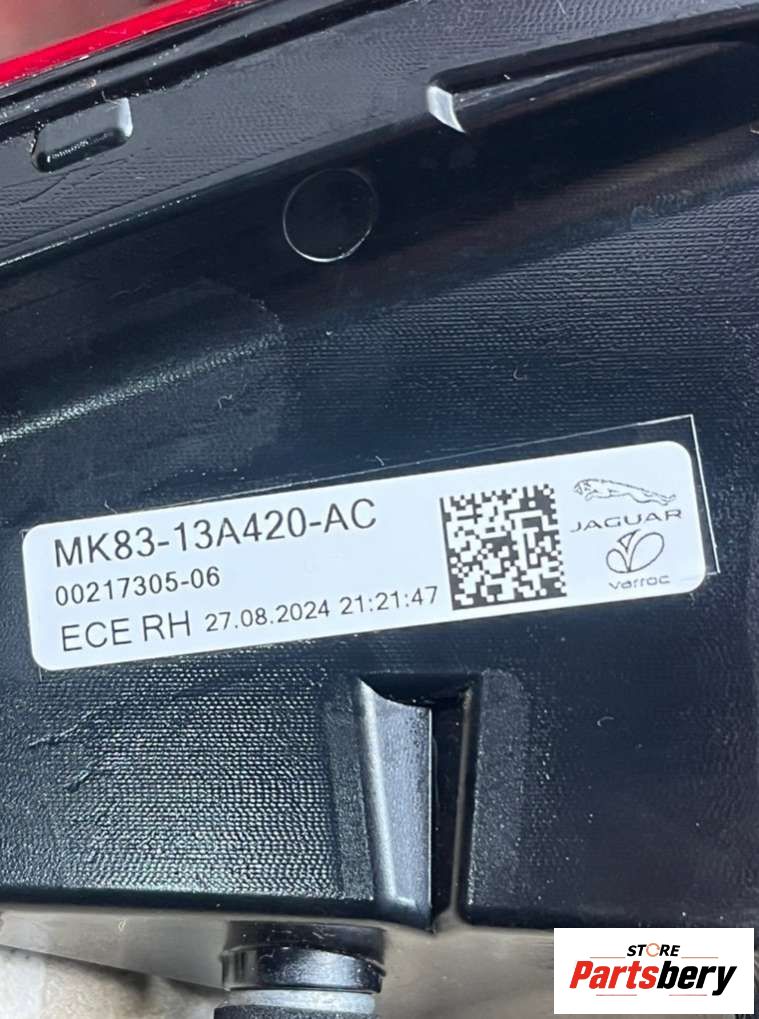 MK83-13A420-AC
00217305-06
ECE RH 27.08.2024 21:21:47
JAGUAR
varroc
STORE
Partsbery